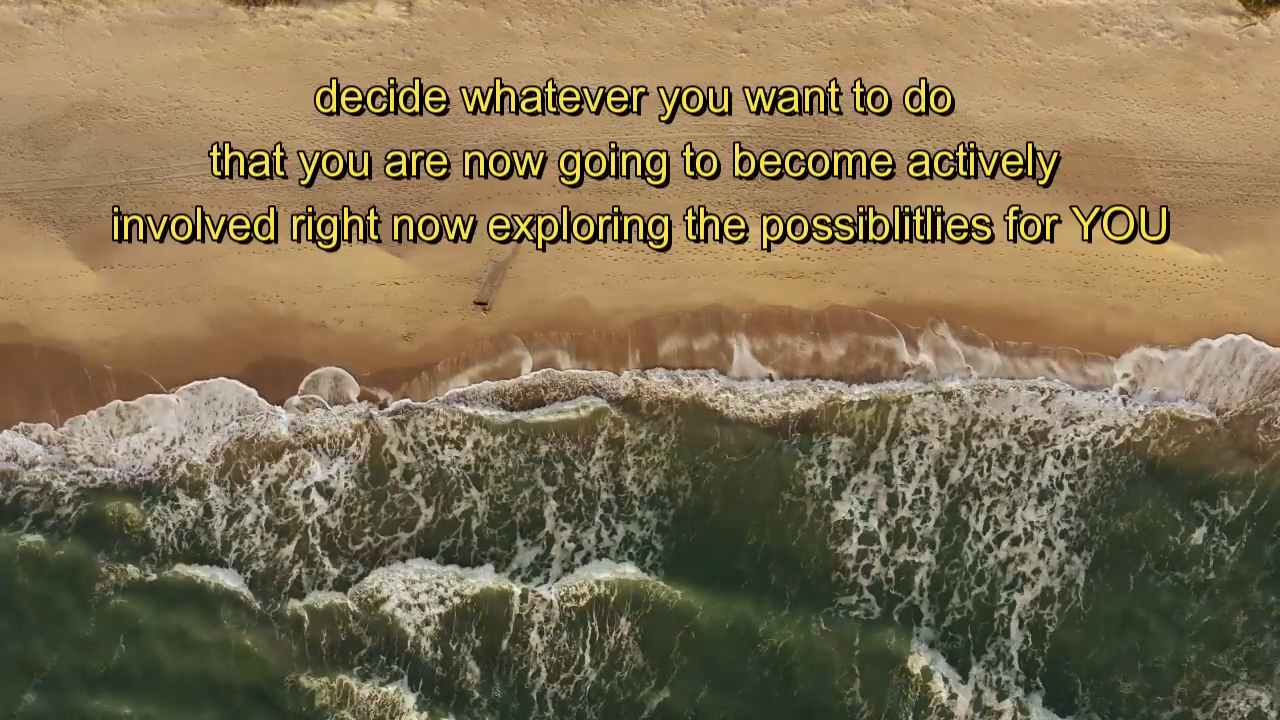 decide whatever you want to do
that you are now going to become actively
involved right now exploring the possiblitlies for YOU